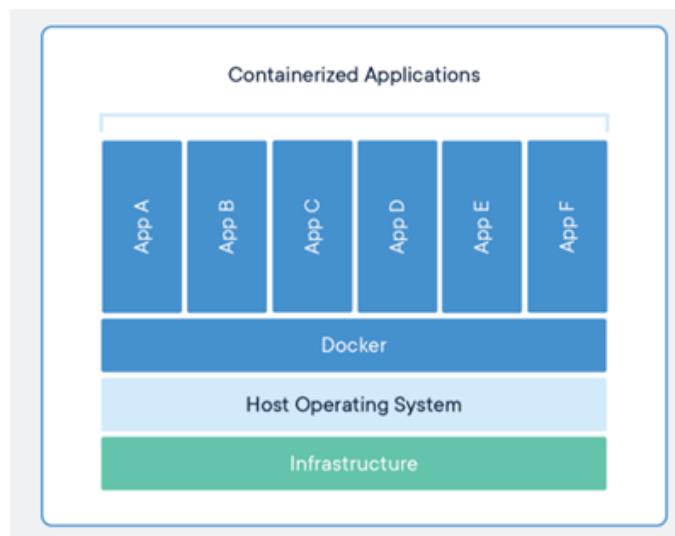 Containerized Applications
App A
App B
App C
App D
App E
App F
Docker
Host Operating System
Infrastructure